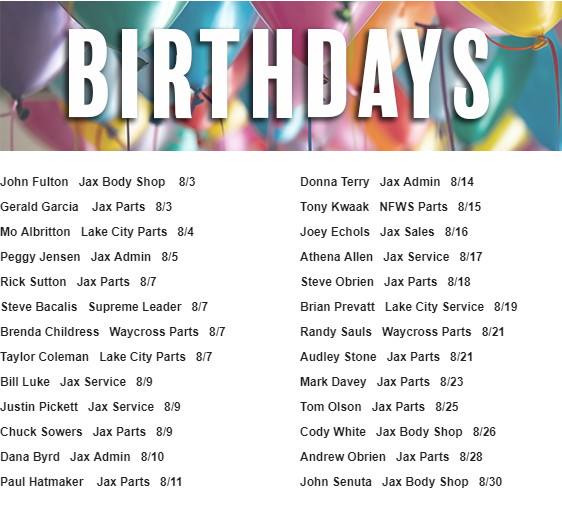 BIRTHDAYS
John Fulton Jax Body Shop 8/3
Gerald Garcia Jax Parts 8/3
Mo Albritton Lake City Parts 8/4
Peggy Jensen Jax Admin 8/5
Rick Sutton Jax Parts 8/7
Steve Bacalis Supreme Leader 8/7
Brenda Childress Waycross Parts 8/7
Taylor Coleman Lake City Parts 8/7
Bill Luke Jax Service 8/9
Justin Pickett Jax Service 8/9
Chuck Sowers Jax Parts 8/9
Dana Byrd Jax Admin 8/10
Paul Hatmaker Jax Parts 8/11
Donna Terry Jax Admin 8/14
Tony Kwaak NFWS Parts 8/15
Joey Echols Jax Sales 8/16
Athena Allen Jax Service 8/17
Steve Obrien Jax Parts 8/18
Brian Prevatt Lake City Service 8/19
Randy Sauls Waycross Parts 8/21
Audley Stone Jax Parts 8/21
Mark Davey Jax Parts 8/23
Tom Olson Jax Parts 8/25
Cody White Jax Body Shop 8/26
Andrew Obrien Jax Parts 8/28
John Senuta Jax Body Shop 8/30